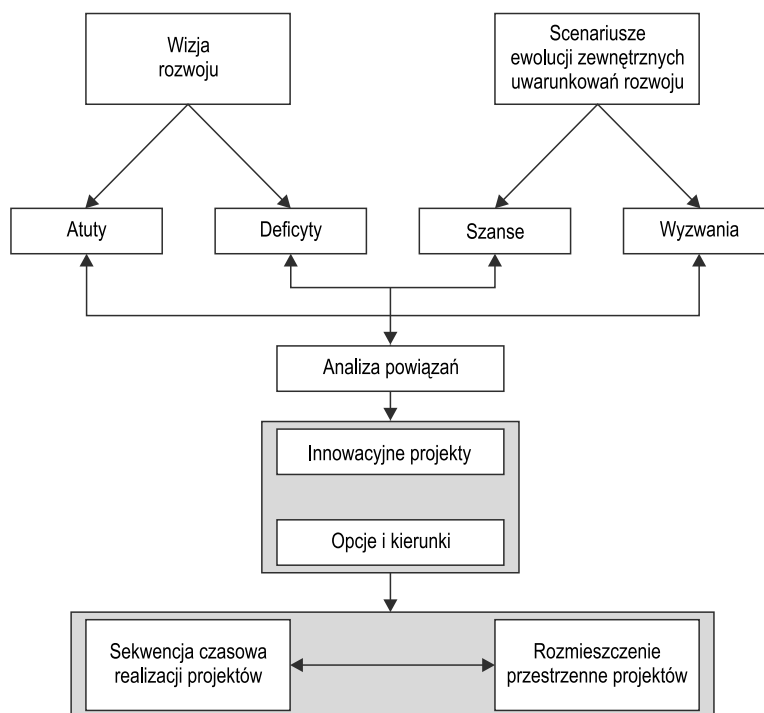 Wizja
rozwoju
Scenariusze
ewolucji zewnętrznych
uwarunkowań rozwoju
Atuty
Deficyty
Szanse
Wyzwania
Analiza powiązań
Innowacyjne projekty
Opcje i kierunki
Sekwencja czasowa
realizacji projektów
Rozmieszczenie
przestrzenne projektów